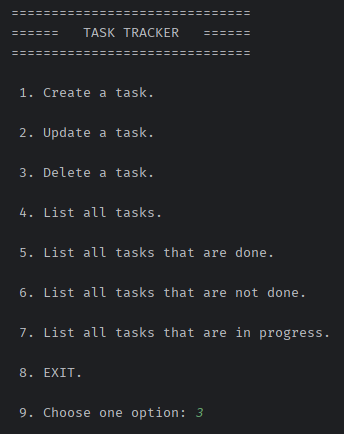 ==============================
====== TASK TRACKER ======
==============================
1. Create a task.
2. Update a task.
3. Delete a task.
4. List all tasks.
5. List all tasks that are done.
6. List all tasks that are not done.
7. List all tasks that are in progress.
8. EXIT.
9. Choose one option: 3